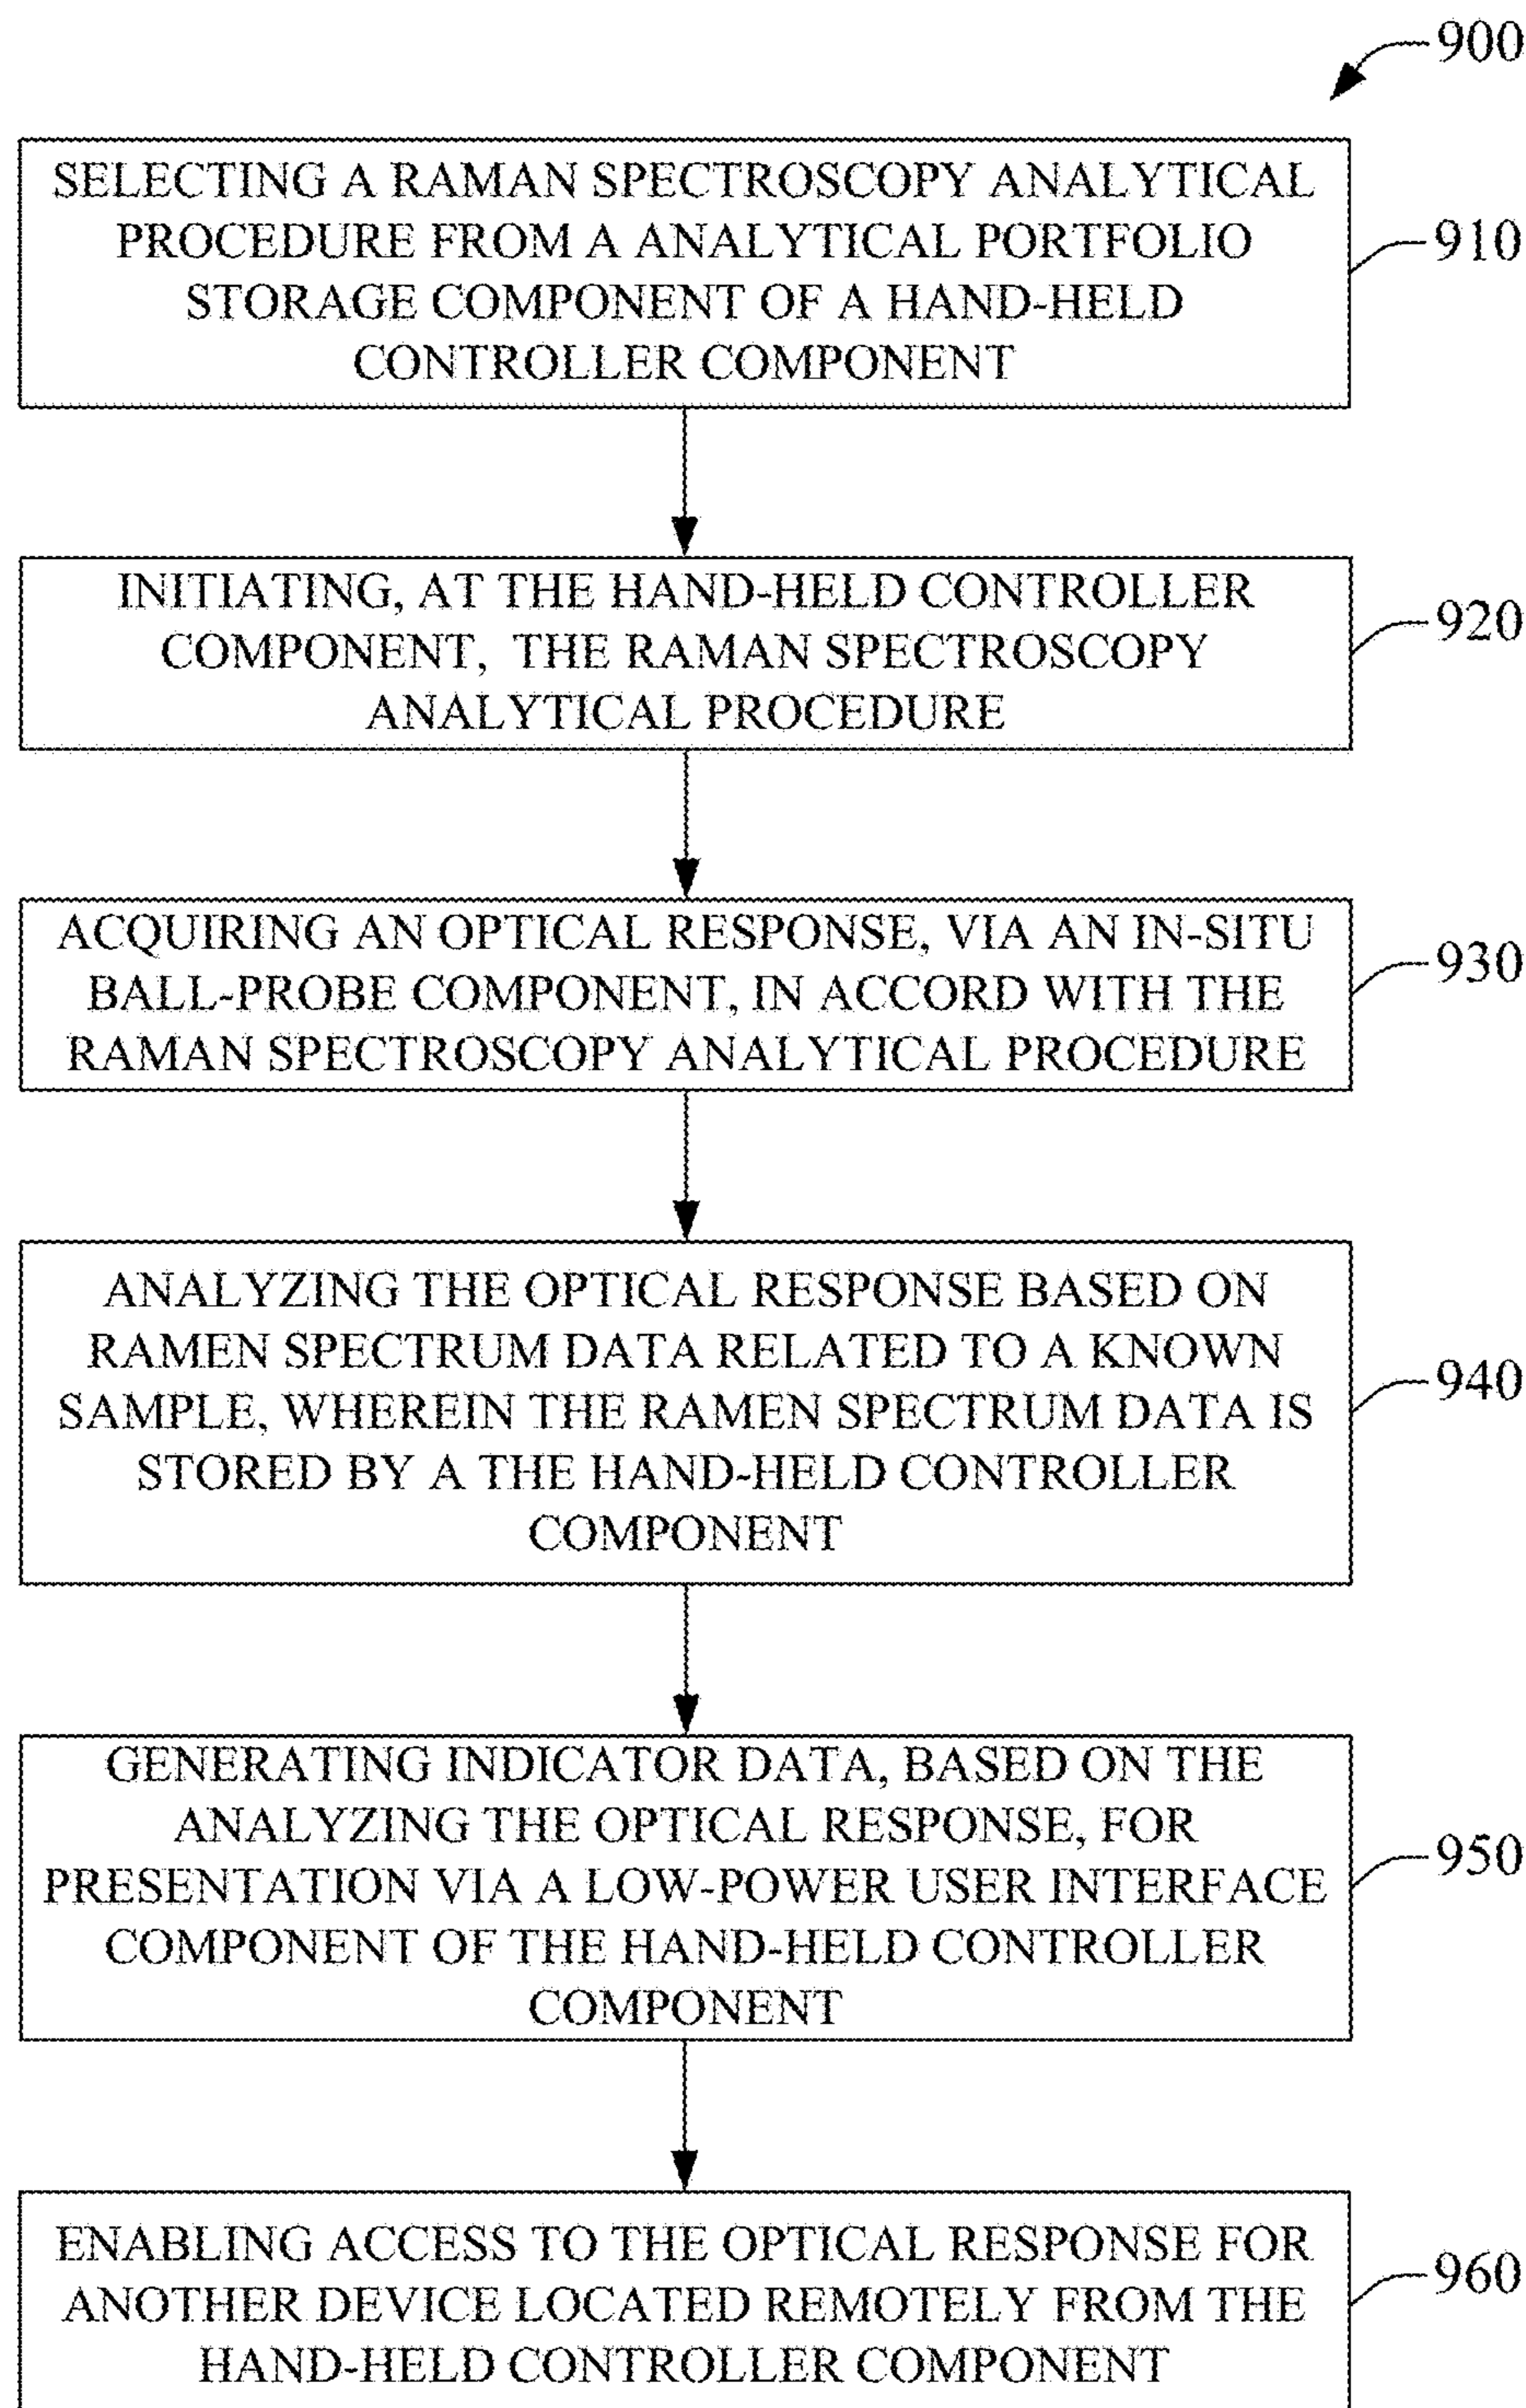 900
SELECTING A RAMAN SPECTROSCOPY ANALYTICAL
PROCEDURE FROM A ANALYTICAL PORTFOLIO
STORAGE COMPONENT OF A HAND-HELD
CONTROLLER COMPONENT
910
INITIATING, AT THE HAND-HELD CONTROLLER
COMPONENT, THE RAMAN SPECTROSCOPY
ANALYTICAL PROCEDURE
920
ACQUIRING AN OPTICAL RESPONSE, VIA AN IN-SITU
BALL-PROBE COMPONENT, IN ACCORD WITH THE
RAMAN SPECTROSCOPY ANALYTICAL PROCEDURE
930
ANALYZING THE OPTICAL RESPONSE BASED ON
RAMEN SPECTRUM DATA RELATED TO A KNOWN
SAMPLE, WHEREIN THE RAMEN SPECTRUM DATA IS
STORED BY A THE HAND-HELD CONTROLLER
COMPONENT
940
GENERATING INDICATOR DATA, BASED ON THE
ANALYZING THE OPTICAL RESPONSE, FOR
PRESENTATION VIA A LOW-POWER USER INTERFACE
COMPONENT OF THE HAND-HELD CONTROLLER
COMPONENT
950
ENABLING ACCESS TO THE OPTICAL RESPONSE FOR
ANOTHER DEVICE LOCATED REMOTELY FROM THE
HAND-HELD CONTROLLER COMPONENT
960